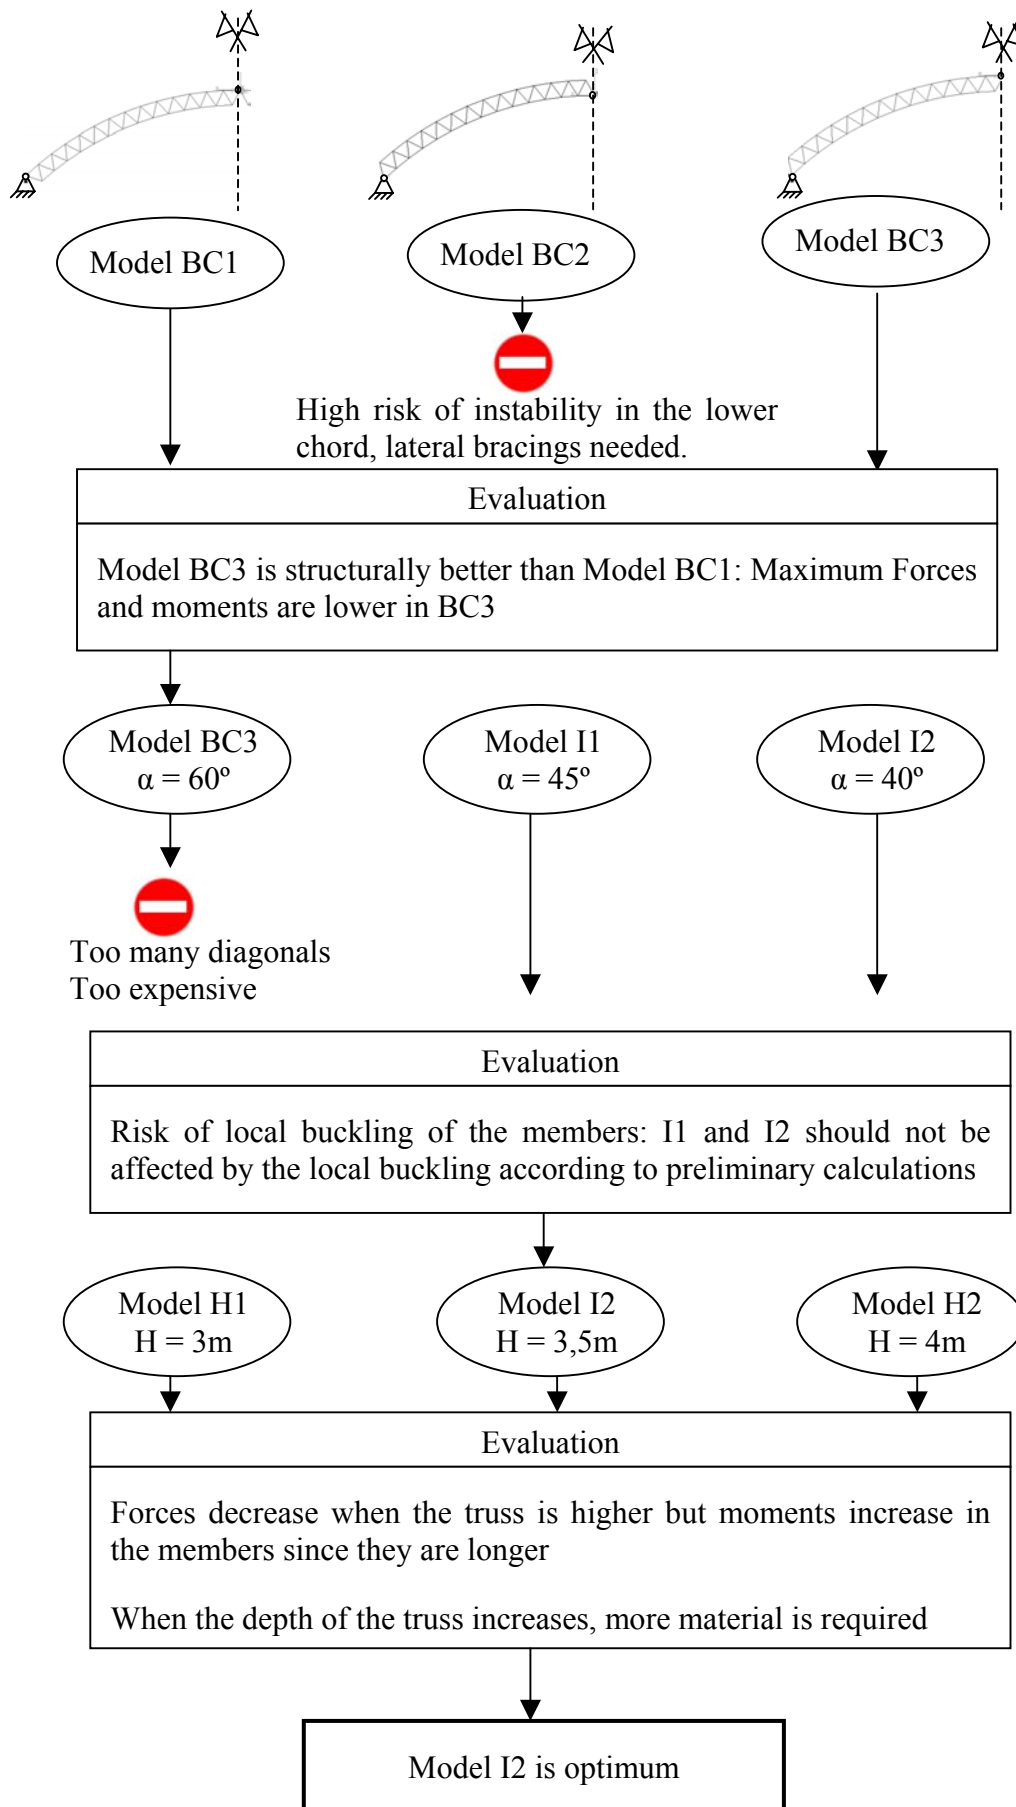 Model BC1
Model BC2
Model BC3
High risk of instability in the lower
chord, lateral bracings needed.
Evaluation
Model BC3 is structurally better than Model BC1: Maximum Forces
and moments are lower in BC3
Model BC3
α = 60º
Model I1
α = 45º
Model I2
α = 40º
Too many diagonals
Too expensive
Evaluation
Risk of local buckling of the members: I1 and I2 should not be
affected by the local buckling according to preliminary calculations
Model H1
H = 3m
Model I2
H = 3,5m
Model H2
H = 4m
Evaluation
Forces decrease when the truss is higher but moments increase in
the members since they are longer
When the depth of the truss increases, more material is required
Model I2 is optimum